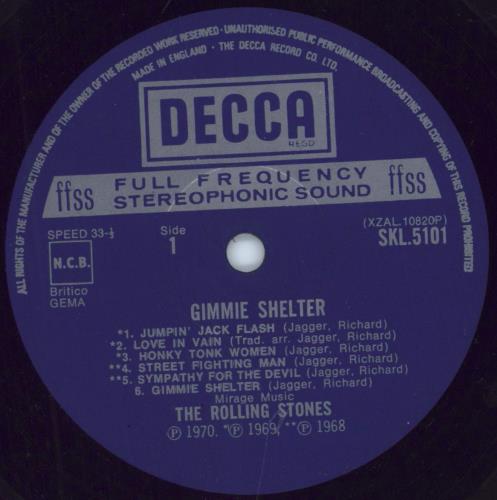 ALL RIGHTS OF THE MANUFACTURER AND OF THE OWNER OF THE RECORDED WORK RESERVED · UNAUTHORISED PUBLIC PERFORMANCE BROADCASTING AND COPYING OF THIS RECORD PROHIBITED
MADE IN ENGLAND · THE DECCA RECORD CO. LTD.
DECCA
REGD
ffss FULL FREQUENCY STEREOPHONIC SOUND ffss
SPEED 33⅓
Side
1
(XZAL.10820P)
SKL.5101
N.C.B.
Britico
GEMA
GIMMIE SHELTER
*1. JUMPIN' JACK FLASH (Jagger, Richard)
*2. LOVE IN VAIN (Trad. arr. Jagger, Richard)
*3. HONKY TONK WOMEN (Jagger, Richard)
**4. STREET FIGHTING MAN (Jagger, Richard)
**5. SYMPATHY FOR THE DEVIL (Jagger, Richard)
6. GIMMIE SHELTER (Jagger, Richard)
Mirage Music
THE ROLLING STONES
Ⓟ 1970. *Ⓟ 1969, **Ⓟ 1968